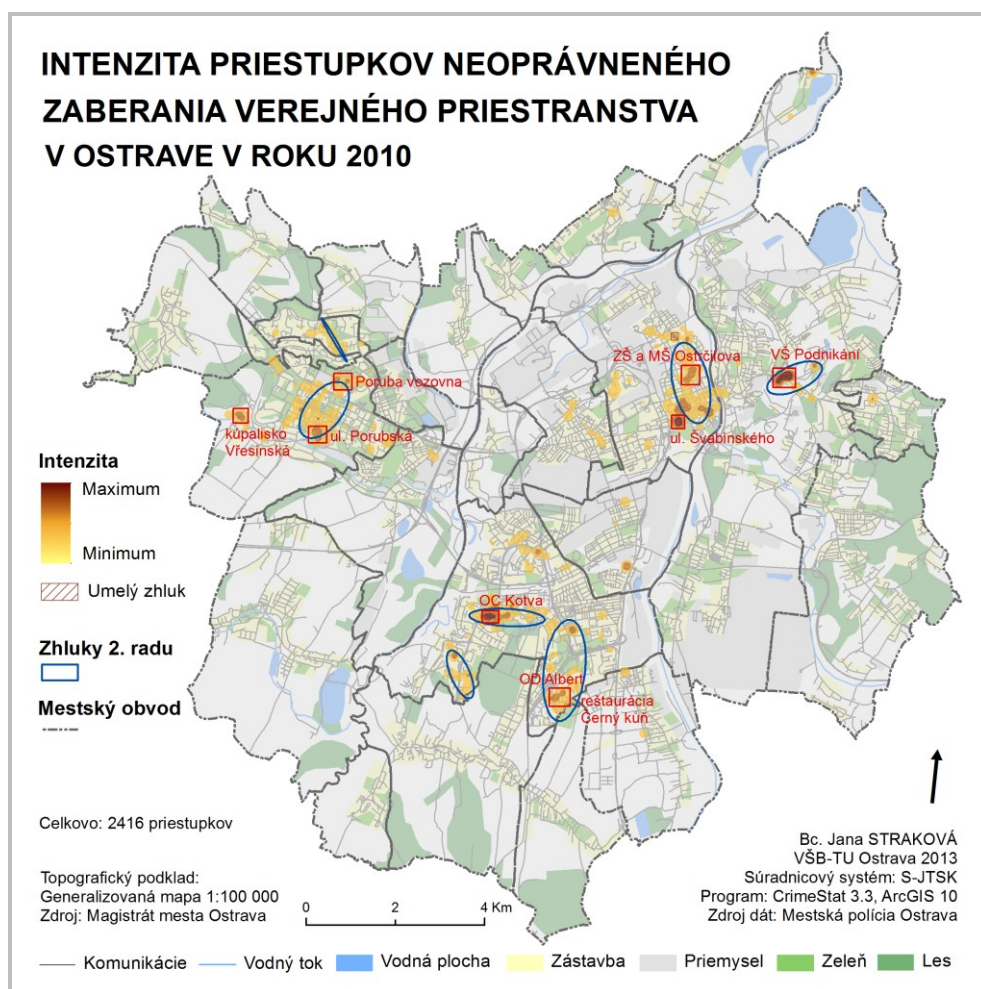 INTENZITA PRIESTUPKOV NEOPRÁVNENÉHO
ZABERANIA VEREJNÉHO PRIESTRANSTVA
V OSTRAVE V ROKU 2010
ZŠ a MŠ Ostrčilova
VŠ Podnikání
Poruba vozovna
kúpalisko
Vřesinská
ul. Porubská
ul. Švabinského
OC Kotva
OD Albert
reštaurácia
Černý kůň
Intenzita
Maximum
Minimum
Umelý zhluk
Zhluky 2. radu
Mestský obvod
Celkovo: 2416 priestupkov
Topografický podklad:
Generalizovaná mapa 1:100 000
Zdroj: Magistrát mesta Ostrava
0 2 4 Km
Bc. Jana STRAKOVÁ
VŠB-TU Ostrava 2013
Súradnicový systém: S-JTSK
Program: CrimeStat 3.3, ArcGIS 10
Zdroj dát: Mestská polícia Ostrava
Komunikácie Vodný tok Vodná plocha Zástavba Priemysel Zeleň Les